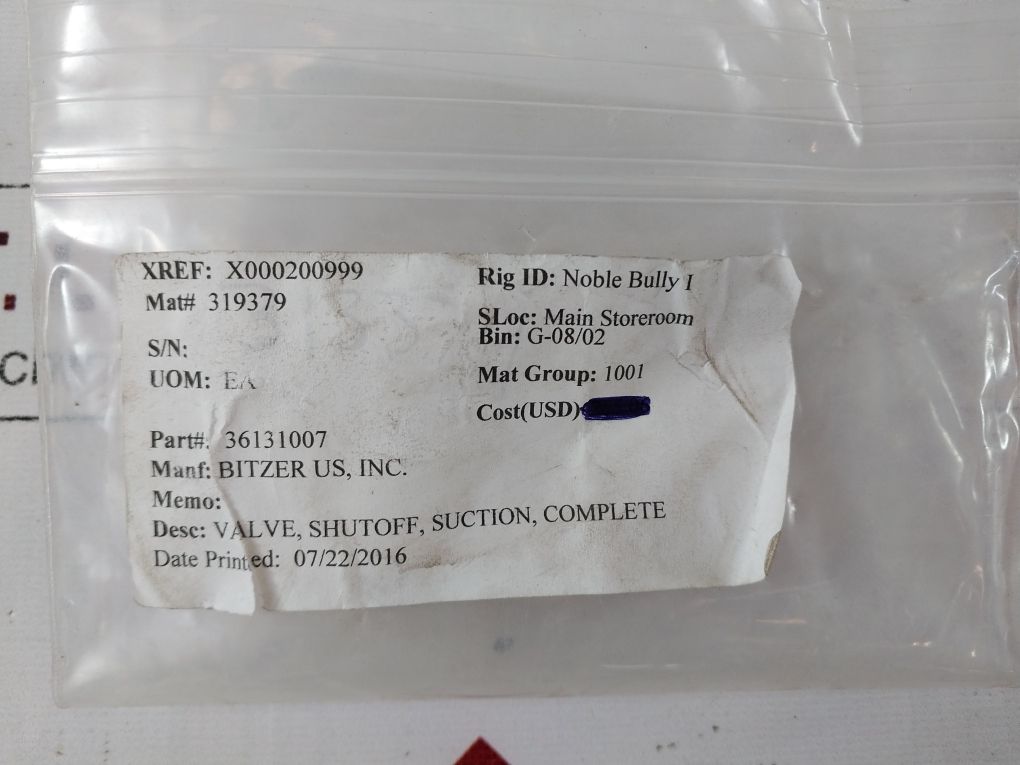 XREF: X000200999
Mat# 319379
S/N:
UOM: EA
Part#: 36131007
Manf: BITZER US, INC.
Memo:
Desc: VALVE, SHUTOFF, SUCTION, COMPLETE
Date Printed: 07/22/2016
Rig ID: Noble Bully I
SLoc: Main Storeroom
Bin: G-08/02
Mat Group: 1001
Cost(USD)